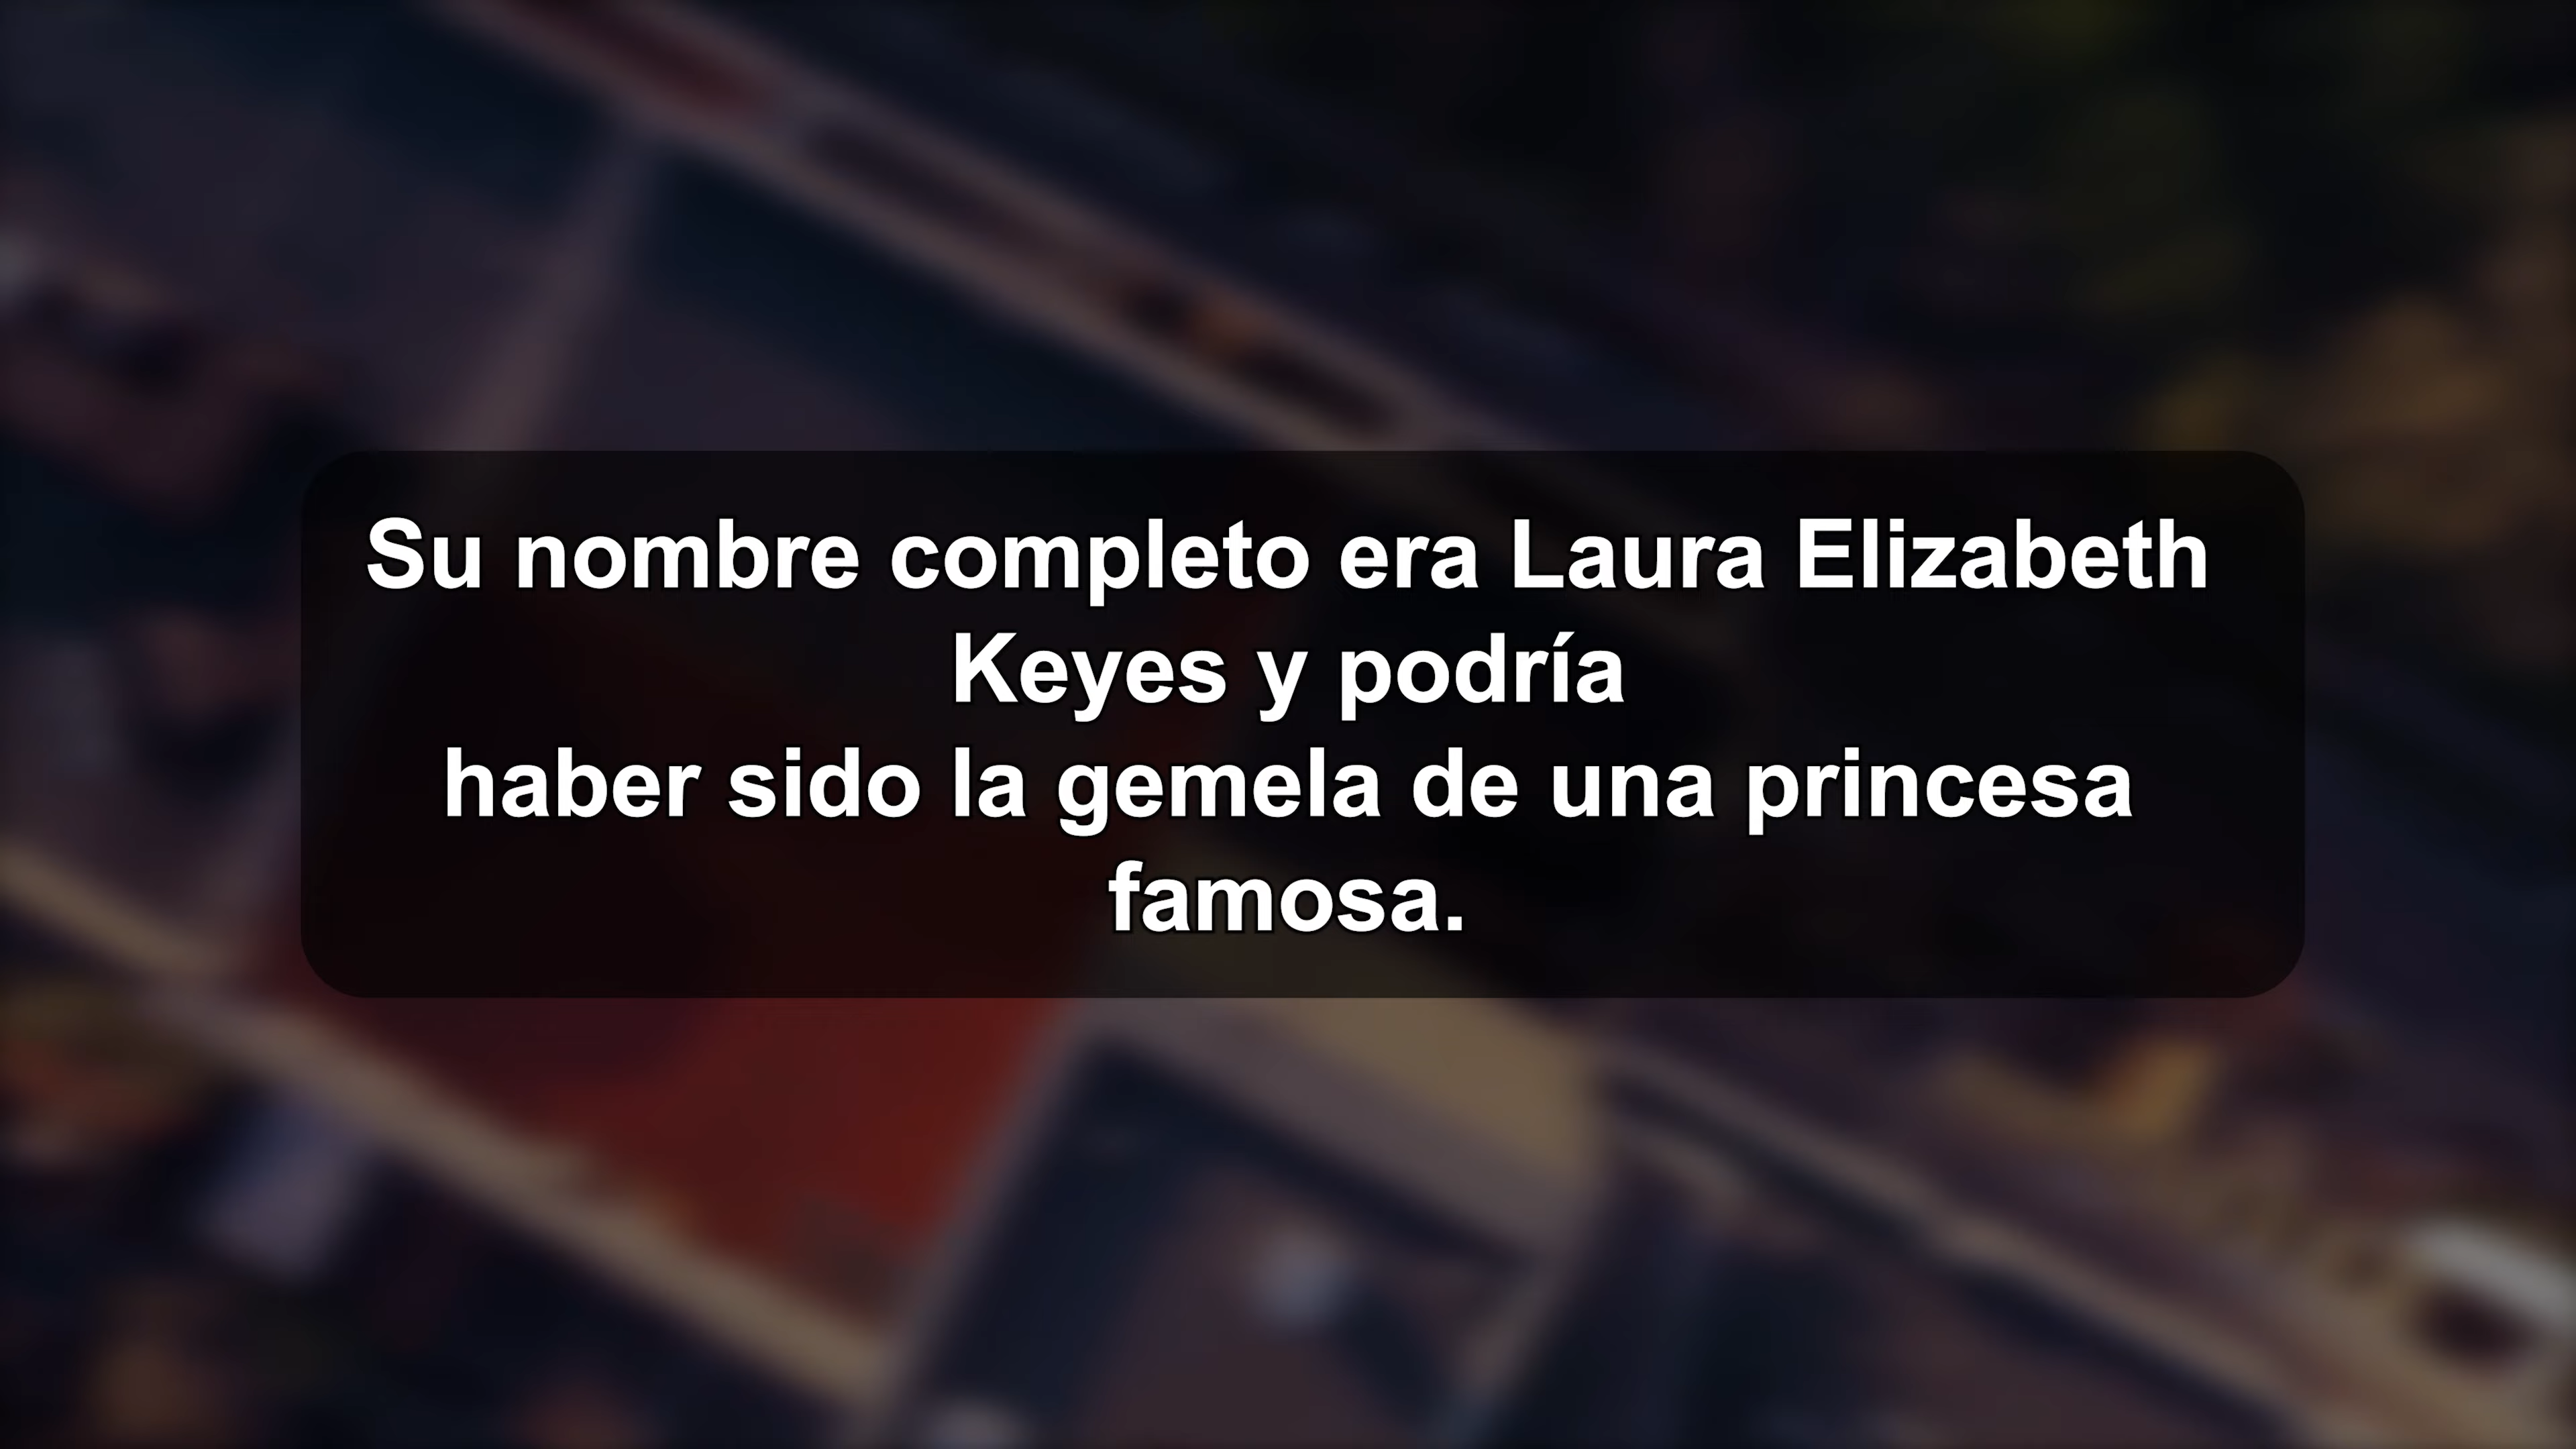 Su nombre completo era Laura Elizabeth
Keyes y podría
haber sido la gemela de una princesa
famosa.